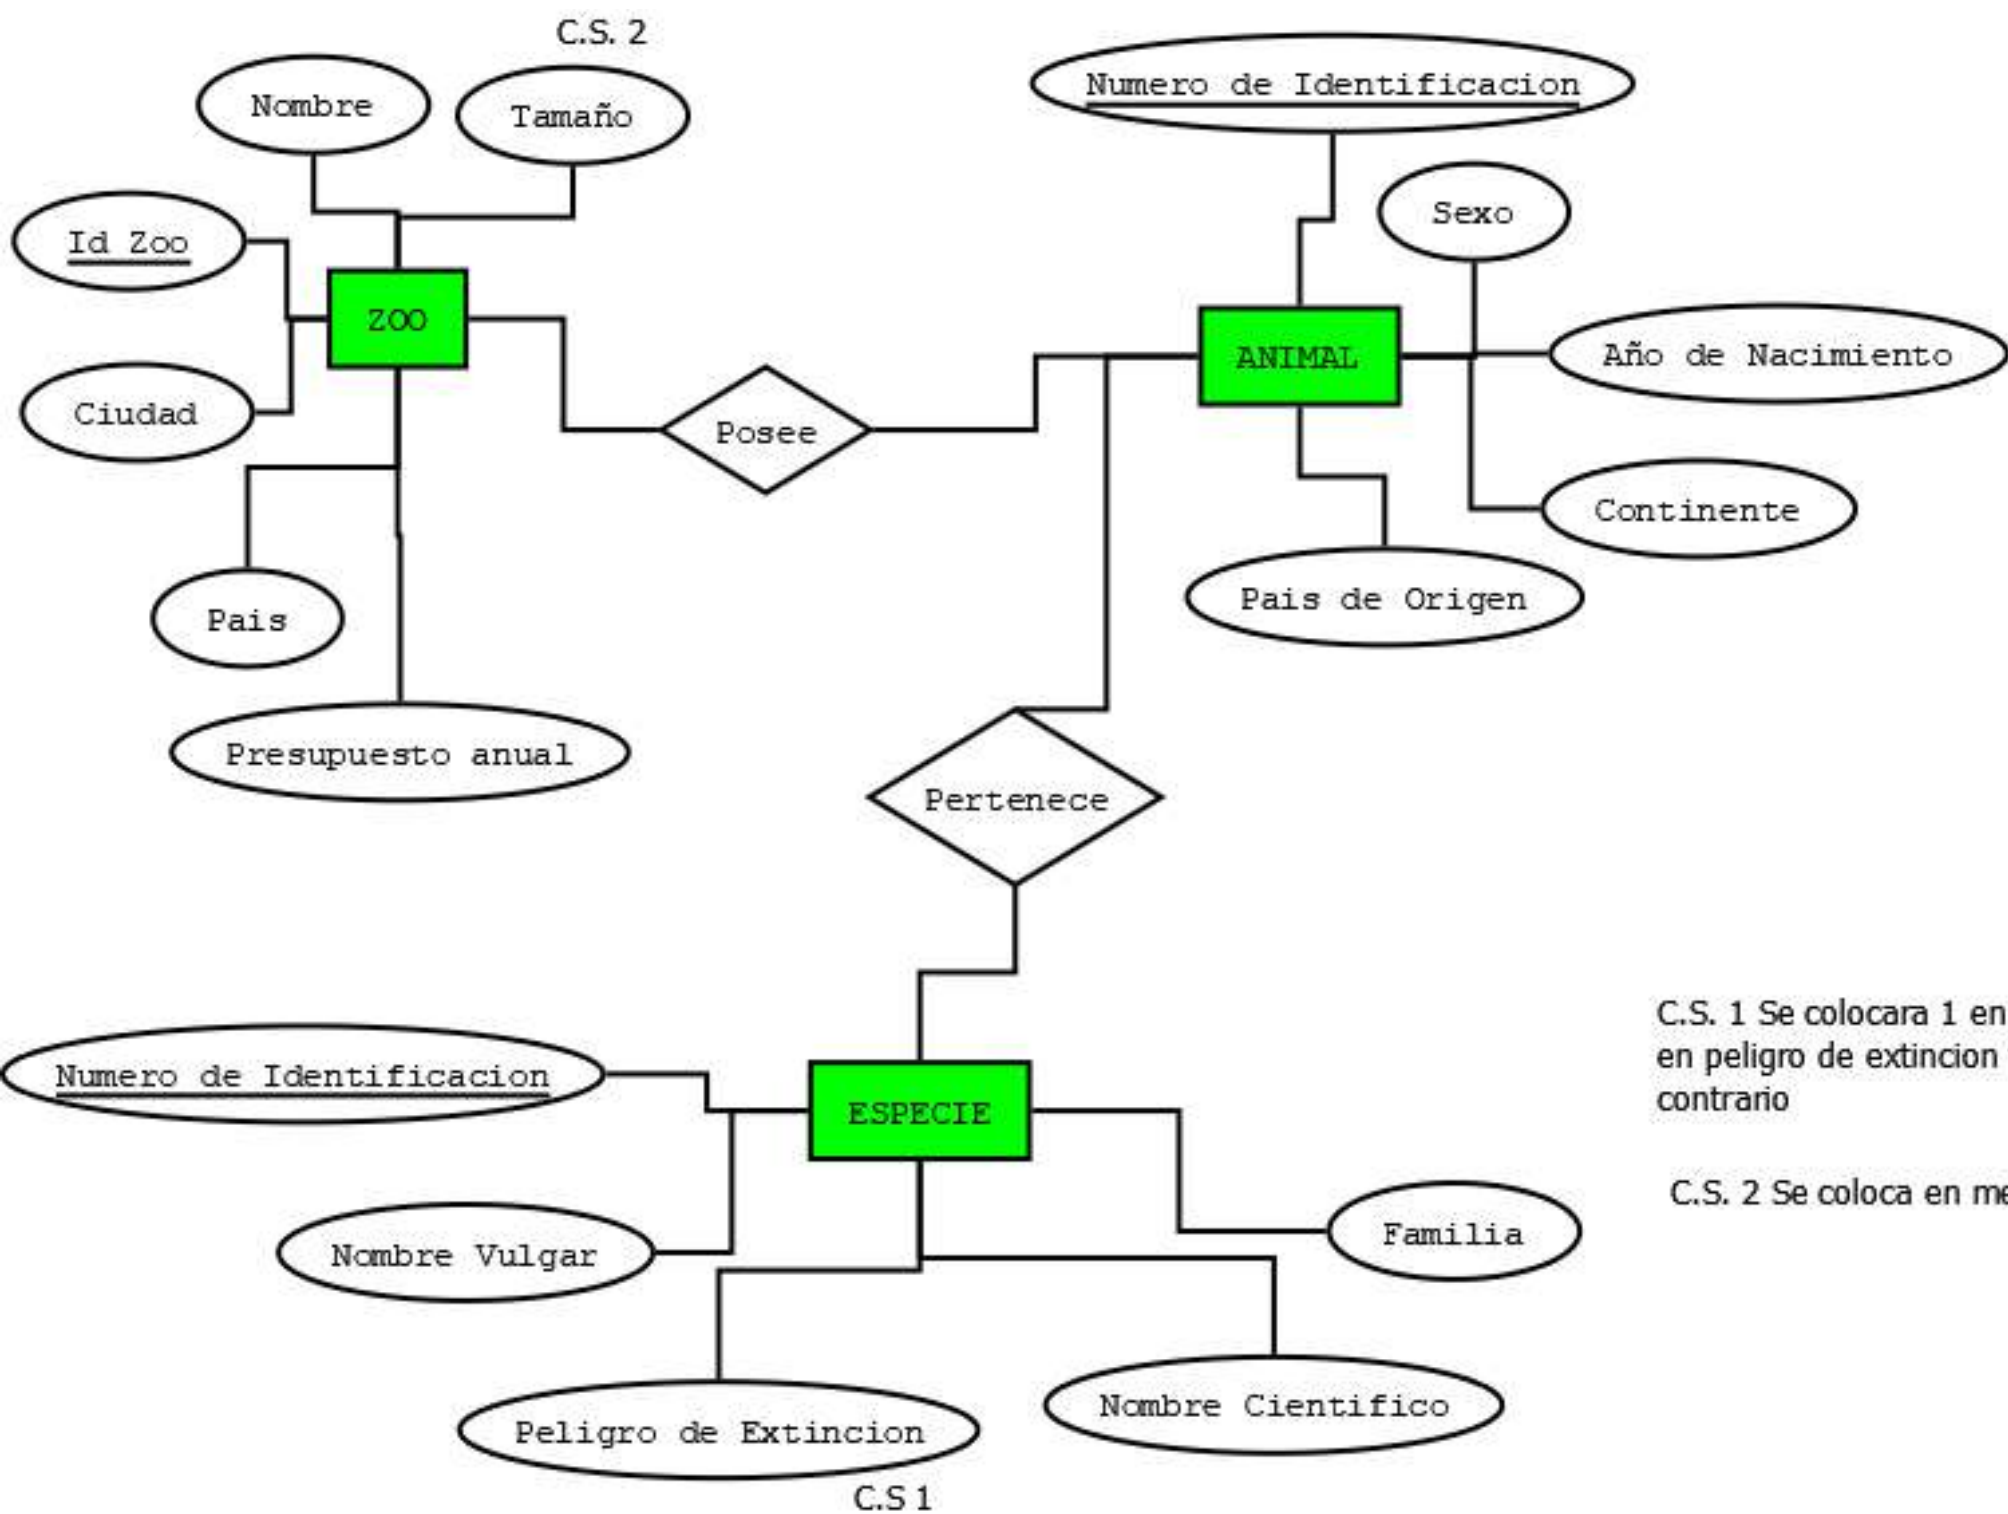 C.S. 2
Nombre
Tamaño
Numero de Identificacion
Sexo
Id Zoo
ZOO
ANIMAL
Año de Nacimiento
Ciudad
Posee
Continente
Pais
Pais de Origen
Presupuesto anual
Pertenece
C.S. 1 Se colocara 1 en
en peligro de extincion
contrario
Numero de Identificacion
ESPECIE
C.S. 2 Se coloca en me
Nombre Vulgar
Familia
Peligro de Extincion
Nombre Cientifico
C.S 1